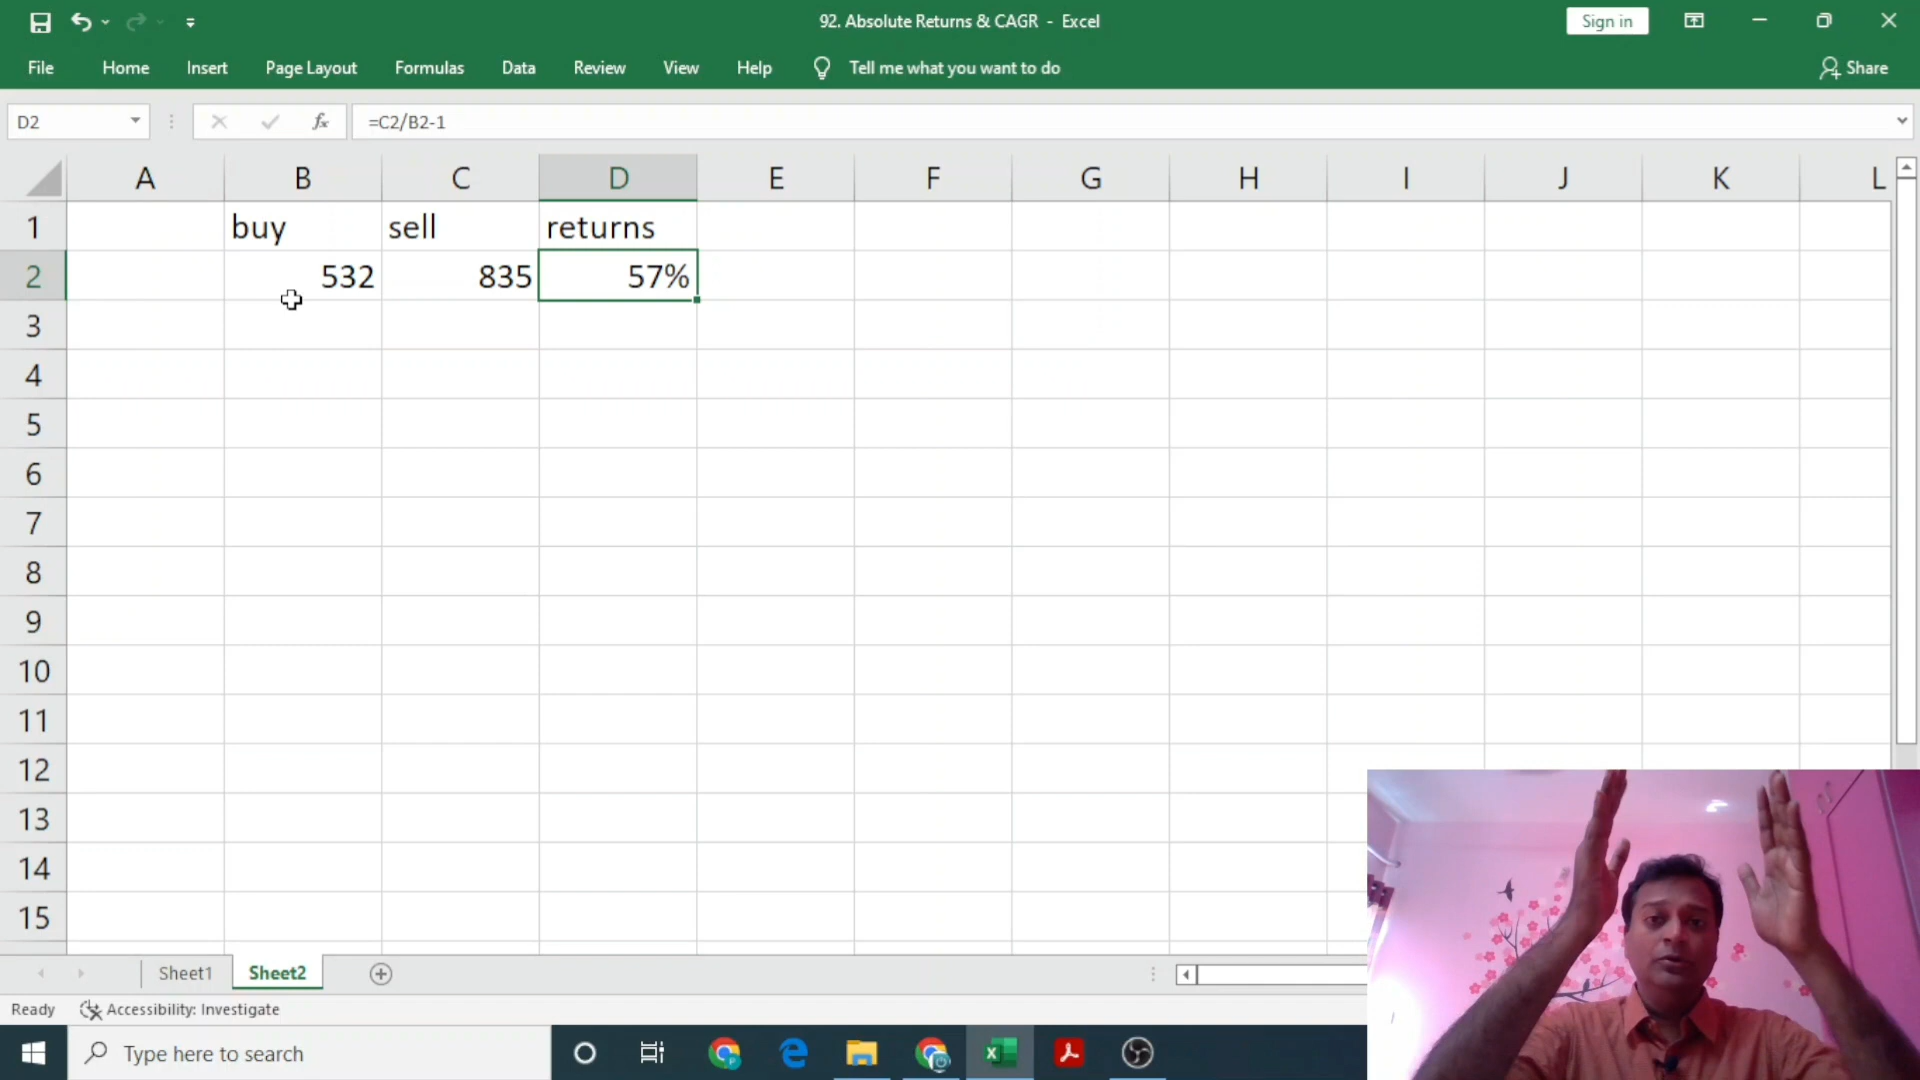 92. Absolute Returns & CAGR - Excel
Sign in
File Home Insert Page Layout Formulas Data Review View Help Tell me what you want to do Share
D2 fx =C2/B2-1
A B C D E F G H I J K L
1 buy sell returns
2 532 835 57%
3
4
5
6
7
8
9
10
11
12
13
14
15
Sheet1 Sheet2
Ready Accessibility: Investigate
Type here to search